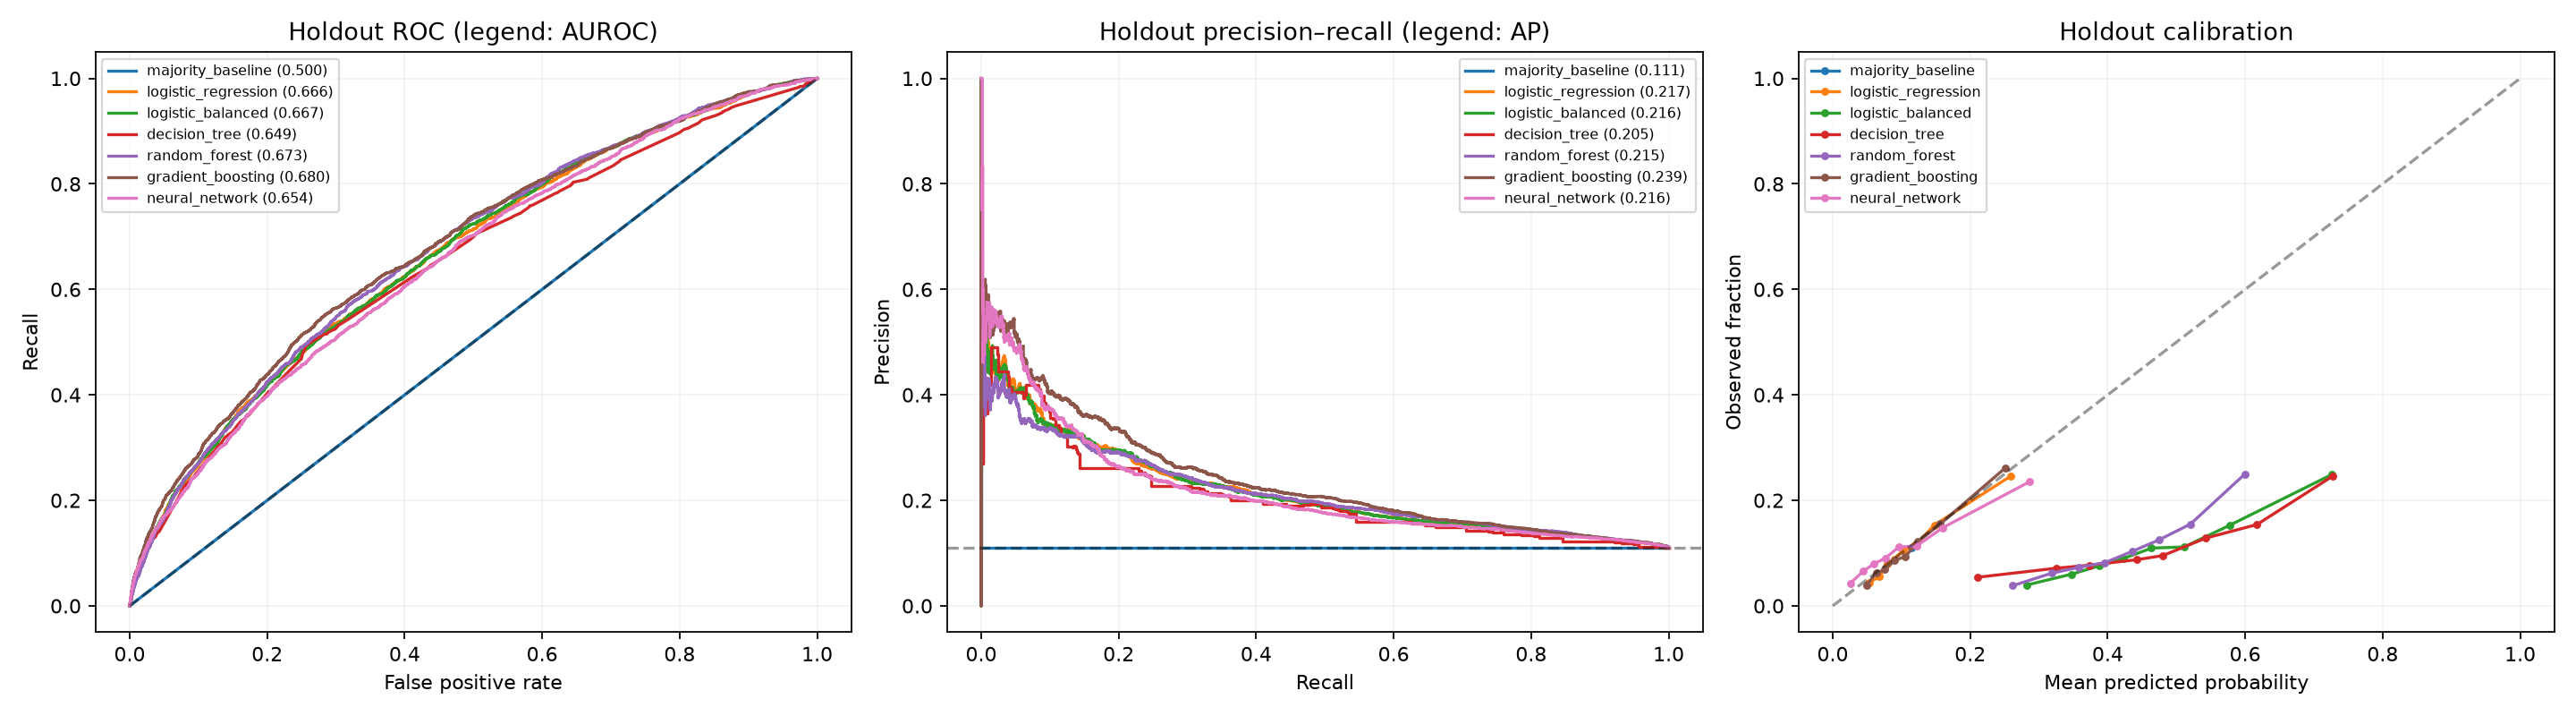 Holdout ROC (legend: AUROC)
majority_baseline (0.500)
logistic_regression (0.666)
logistic_balanced (0.667)
decision_tree (0.649)
random_forest (0.673)
gradient_boosting (0.680)
neural_network (0.654)
1.0
0.8
0.6
0.4
0.2
0.0
Recall
0.0 0.2 0.4 0.6 0.8 1.0
False positive rate
Holdout precision–recall (legend: AP)
majority_baseline (0.111)
logistic_regression (0.217)
logistic_balanced (0.216)
decision_tree (0.205)
random_forest (0.215)
gradient_boosting (0.239)
neural_network (0.216)
1.0
0.8
0.6
0.4
0.2
0.0
Precision
0.0 0.2 0.4 0.6 0.8 1.0
Recall
Holdout calibration
majority_baseline
logistic_regression
logistic_balanced
decision_tree
random_forest
gradient_boosting
neural_network
1.0
0.8
0.6
0.4
0.2
0.0
Observed fraction
0.0 0.2 0.4 0.6 0.8 1.0
Mean predicted probability